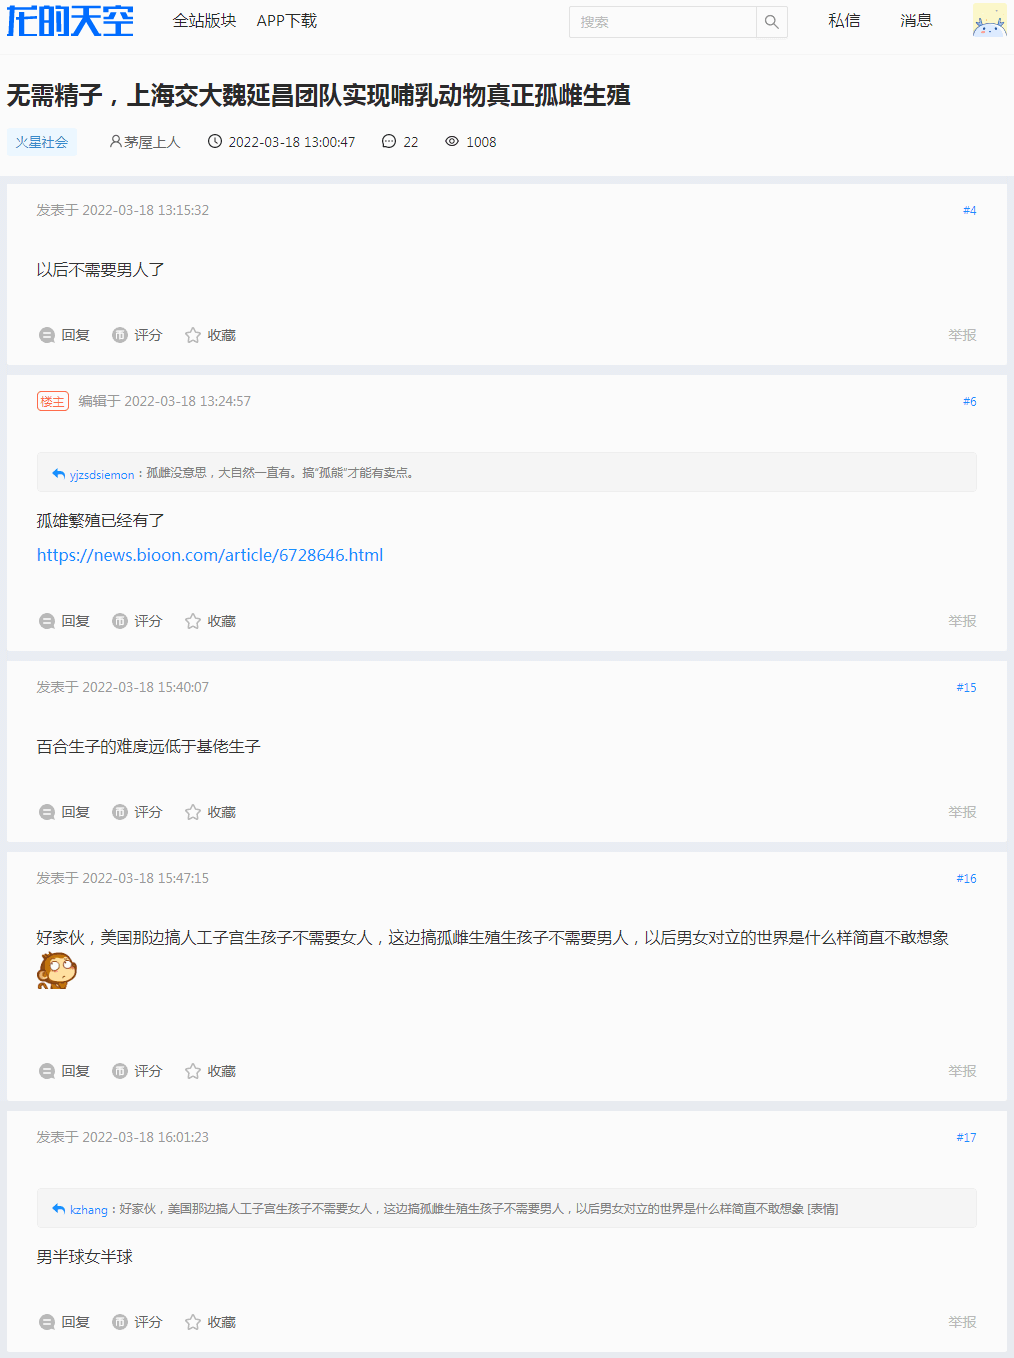 龙的天空 全站版块 APP下载 搜索 私信 消息
无需精子，上海交大魏延昌团队实现哺乳动物真正孤雌生殖
火星社会 茅屋上人 2022-03-18 13:00:47 22 1008
发表于 2022-03-18 13:15:32 #4
以后不需要男人了
回复 评分 收藏 举报
楼主 编辑于 2022-03-18 13:24:57 #6
yjzsdsiemon：孤雌没意思，大自然一直有。搞“孤熊”才能有卖点。
孤雄繁殖已经有了
https://news.bioon.com/article/6728646.html
回复 评分 收藏 举报
发表于 2022-03-18 15:40:07 #15
百合生子的难度远低于基佬生子
回复 评分 收藏 举报
发表于 2022-03-18 15:47:15 #16
好家伙，美国那边搞人工子宫生孩子不需要女人，这边搞孤雌生殖生孩子不需要男人，以后男女对立的世界是什么样简直不敢想象
回复 评分 收藏 举报
发表于 2022-03-18 16:01:23 #17
kzhang：好家伙，美国那边搞人工子宫生孩子不需要女人，这边搞孤雌生殖生孩子不需要男人，以后男女对立的世界是什么样简直不敢想象 [表情]
男半球女半球
回复 评分 收藏 举报